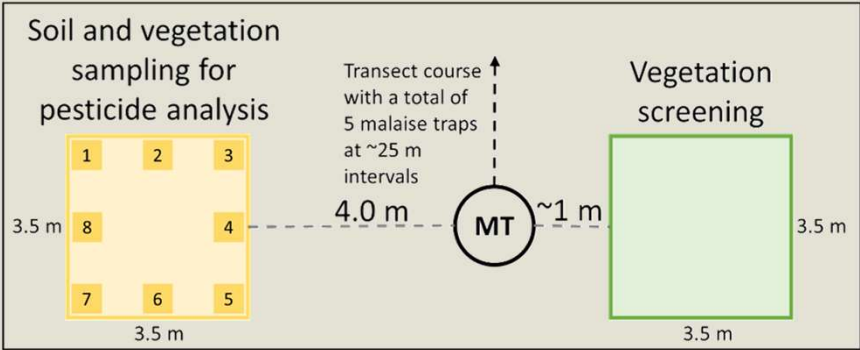 Soil and vegetation
sampling for
pesticide analysis
1 2 3
8 4
7 6 5
3.5 m
3.5 m
Transect course
with a total of
5 malaise traps
at ~25 m
intervals
4.0 m
MT
~1 m
Vegetation
screening
3.5 m
3.5 m